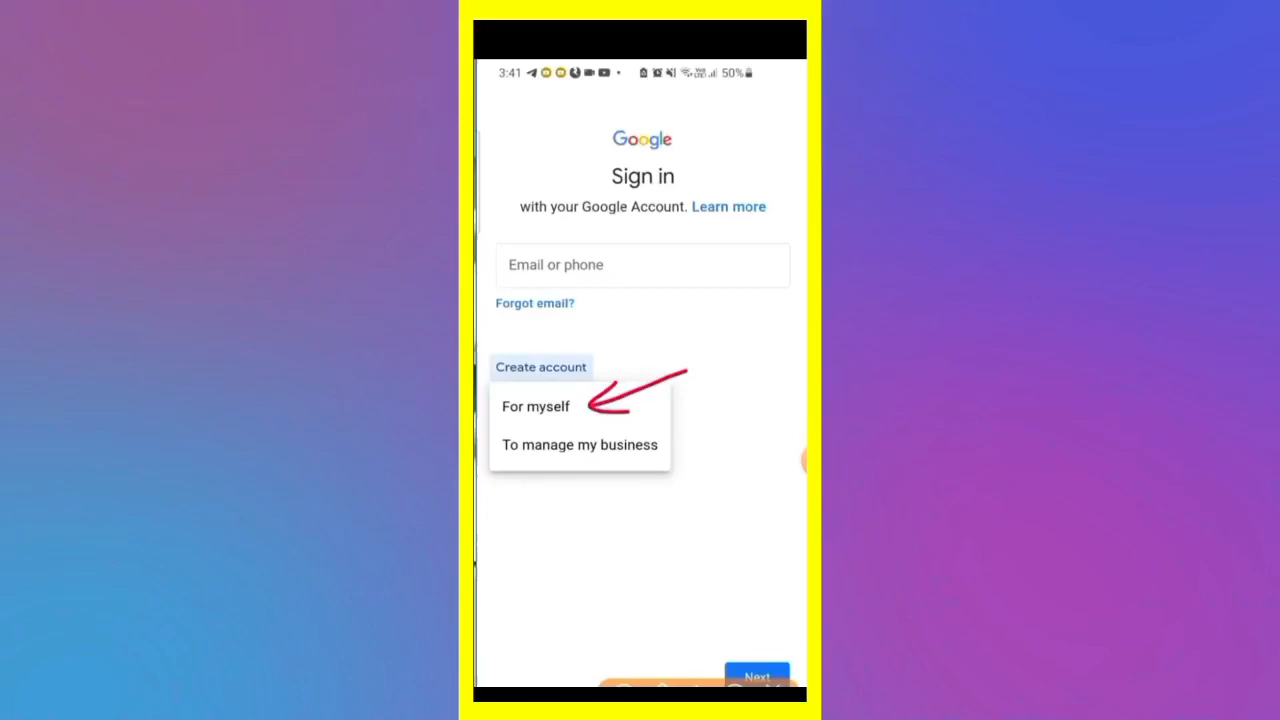 3:41 50%
Google
Sign in
with your Google Account. Learn more
Email or phone
Forgot email?
Create account
For myself
To manage my business
Next